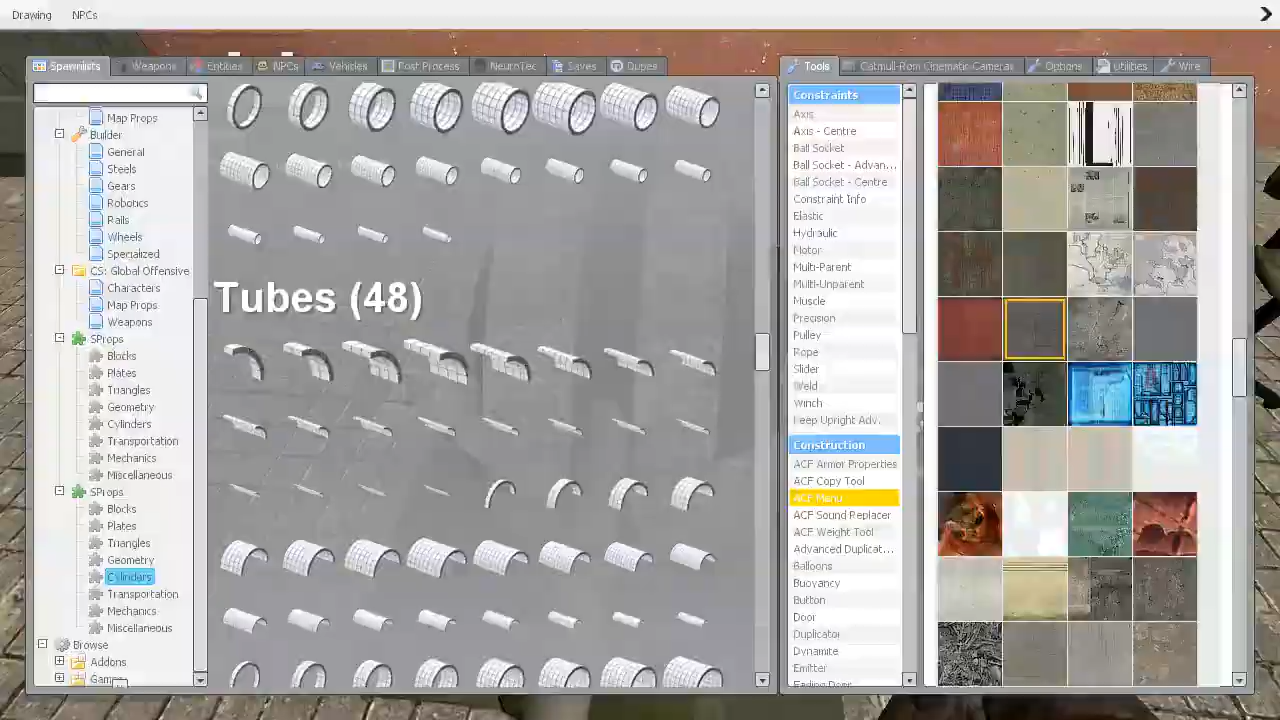 Drawing NPCs
Spawnlists Weapons Entities NPCs Vehicles Post Process NeuroTec Saves Dupes
Tools Catmull-Rom Cinematic Cameras Options Utilities Wire
Map Props
Builder
General
Steels
Gears
Robotics
Rails
Wheels
Specialized
CS: Global Offensive
Characters
Map Props
Weapons
SProps
Blocks
Plates
Triangles
Geometry
Cylinders
Transportation
Mechanics
Miscellaneous
SProps
Blocks
Plates
Triangles
Geometry
Cylinders
Transportation
Mechanics
Miscellaneous
Browse
Addons
Games
Tubes (48)
Constraints
Axis
Axis - Centre
Ball Socket
Ball Socket - Advan...
Ball Socket - Centre
Constraint Info
Elastic
Hydraulic
Motor
Multi-Parent
Multi-Unparent
Muscle
Precision
Pulley
Rope
Slider
Weld
Winch
Keep Upright Adv.
Construction
ACF Armor Properties
ACF Copy Tool
ACF Menu
ACF Sound Replacer
ACF Weight Tool
Advanced Duplicat...
Balloons
Buoyancy
Button
Door
Duplicator
Dynamite
Emitter
Fading Door